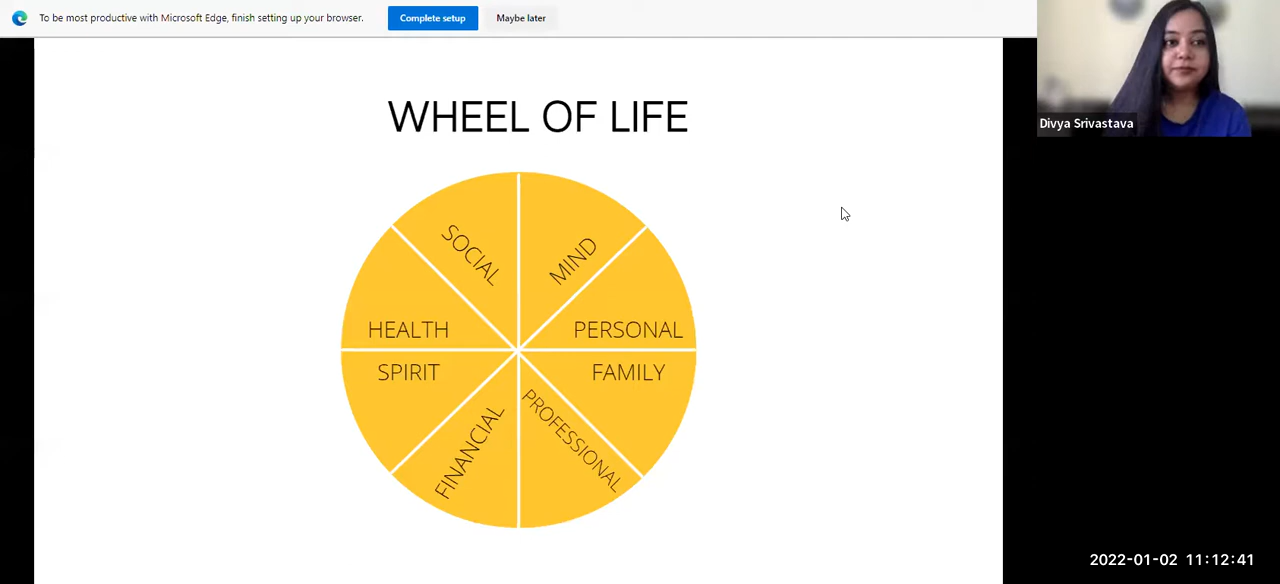 To be most productive with Microsoft Edge, finish setting up your browser.
Complete setup
Maybe later
Divya Srivastava
WHEEL OF LIFE
SOCIAL
MIND
HEALTH
PERSONAL
SPIRIT
FAMILY
FINANCIAL
PROFESSIONAL
2022-01-02 11:12:41